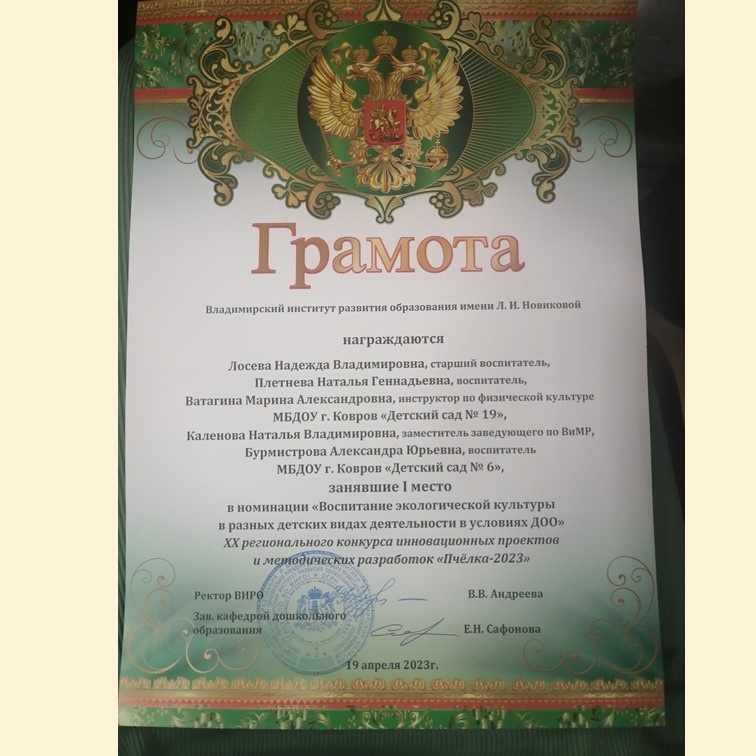 Грамота
Владимирский институт развития образования имени Л. И. Новиковой
награждаются
Лосева Надежда Владимировна, старший воспитатель,
Плетнева Наталья Геннадьевна, воспитатель,
Ватагина Марина Александровна, инструктор по физической культуре
МБДОУ г. Ковров «Детский сад № 19»,
Каленова Наталья Владимировна, заместитель заведующего по ВиМР,
Бурмистрова Александра Юрьевна, воспитатель
МБДОУ г. Ковров «Детский сад № 6»,
занявшие I место
в номинации «Воспитание экологической культуры
в разных детских видах деятельности в условиях ДОО»
XX регионального конкурса инновационных проектов
и методических разработок «Пчёлка-2023»
Ректор ВИРО В.В. Андреева
Зав. кафедрой дошкольного
образования Е.Н. Сафонова
19 апреля 2023г.